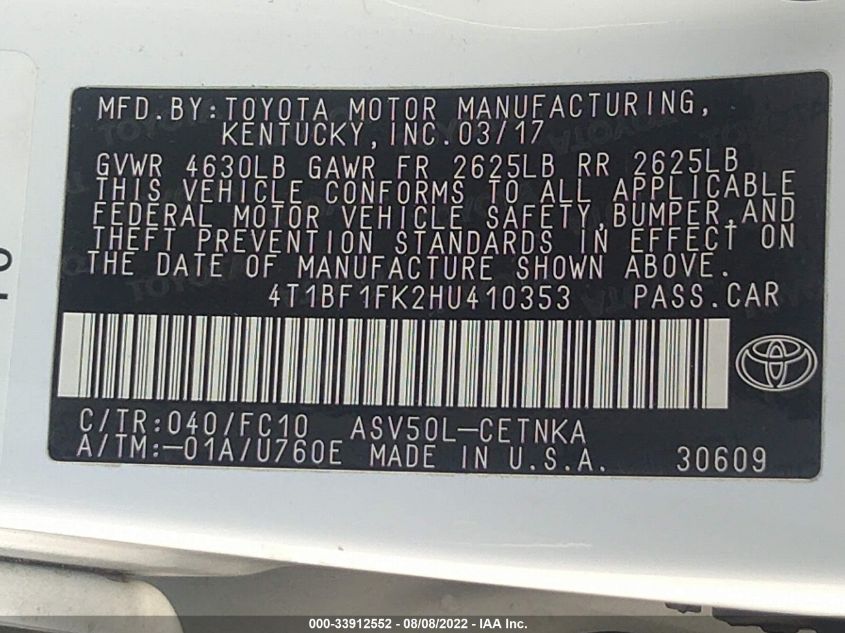 MFD.BY:TOYOTA MOTOR MANUFACTURING,
KENTUCKY,INC.03/17
GVWR 4630LB GAWR FR 2625LB RR 2625LB
THIS VEHICLE CONFORMS TO ALL APPLICABLE
FEDERAL MOTOR VEHICLE SAFETY,BUMPER,AND
THEFT PREVENTION STANDARDS IN EFFECT ON
THE DATE OF MANUFACTURE SHOWN ABOVE.
4T1BF1FK2HU410353 PASS.CAR
C/TR:040/FC10 ASV50L-CETNKA
A/TM:-01A/U760E MADE IN U.S.A. 30609
000-33912552 - 08/08/2022 - IAA Inc.